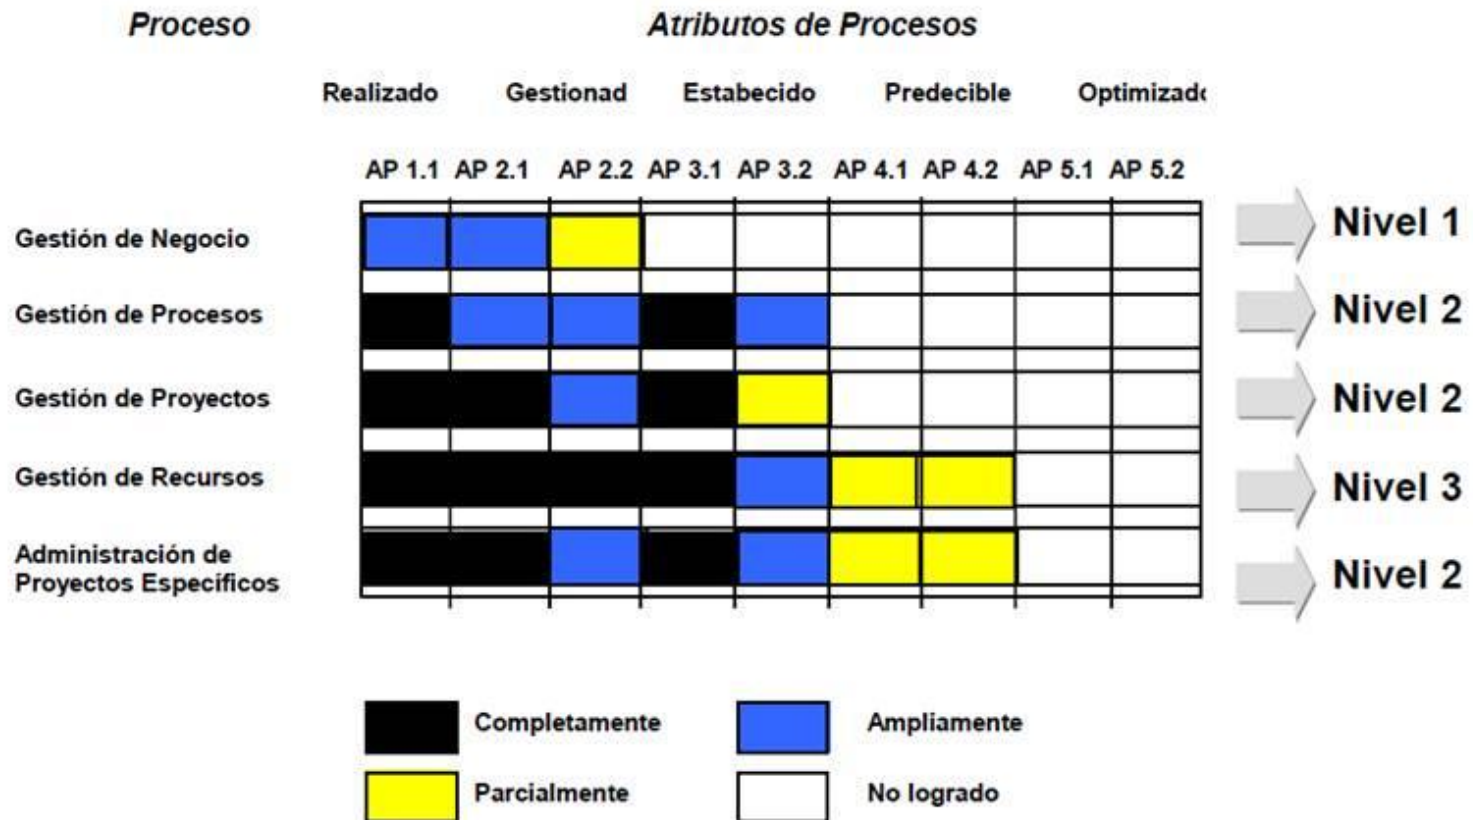 Proceso
Atributos de Procesos
Realizado Gestionad Estabecido Predecible Optimizado
AP 1.1 AP 2.1 AP 2.2 AP 3.1 AP 3.2 AP 4.1 AP 4.2 AP 5.1 AP 5.2
Gestión de Negocio
Nivel 1
Gestión de Procesos
Nivel 2
Gestión de Proyectos
Nivel 2
Gestión de Recursos
Nivel 3
Administración de
Proyectos Específicos
Nivel 2
Completamente
Ampliamente
Parcialmente
No logrado